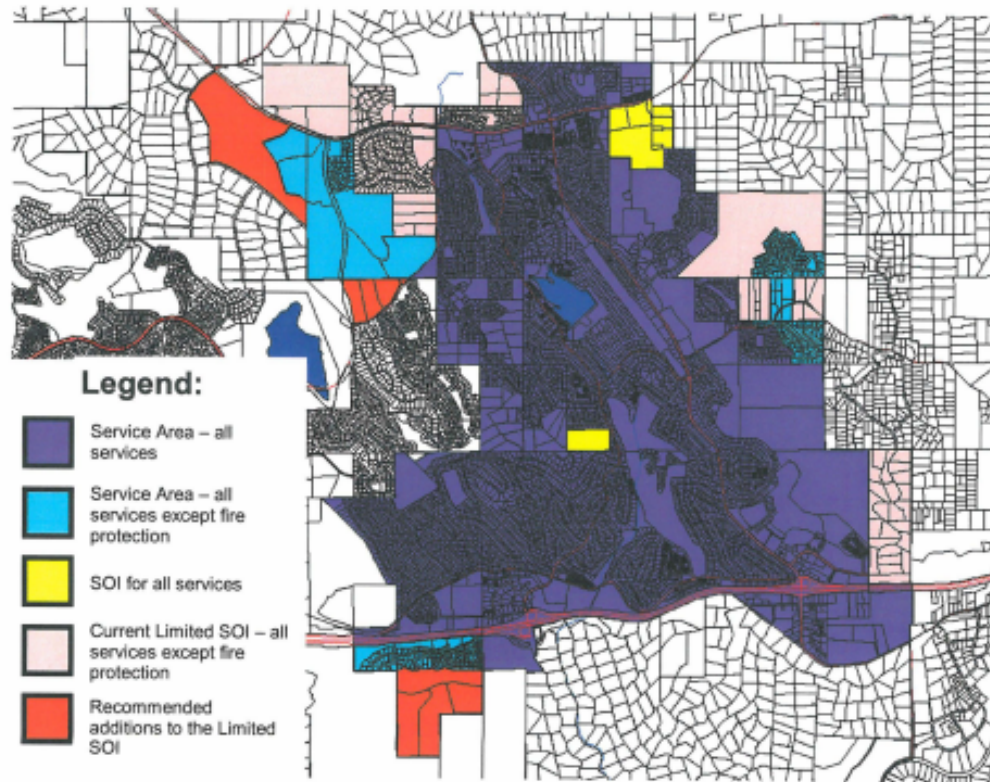 Legend:
Service Area – all
services
Service Area – all
services except fire
protection
SOI for all services
Current Limited SOI – all
services except fire
protection
Recommended
additions to the Limited
SOI